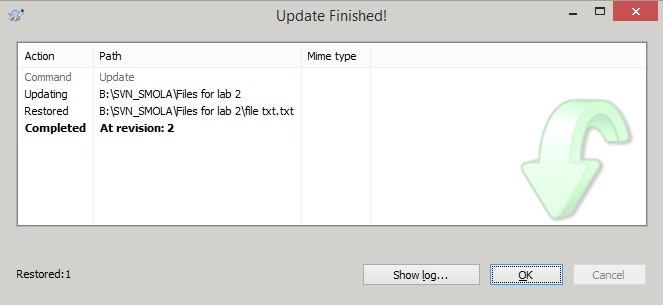 Update Finished!
Action Path Mime type
Command Update
Updating B:\SVN_SMOLA\Files for lab 2
Restored B:\SVN_SMOLA\Files for lab 2\file txt.txt
Completed At revision: 2
Restored:1 Show log... OK Cancel